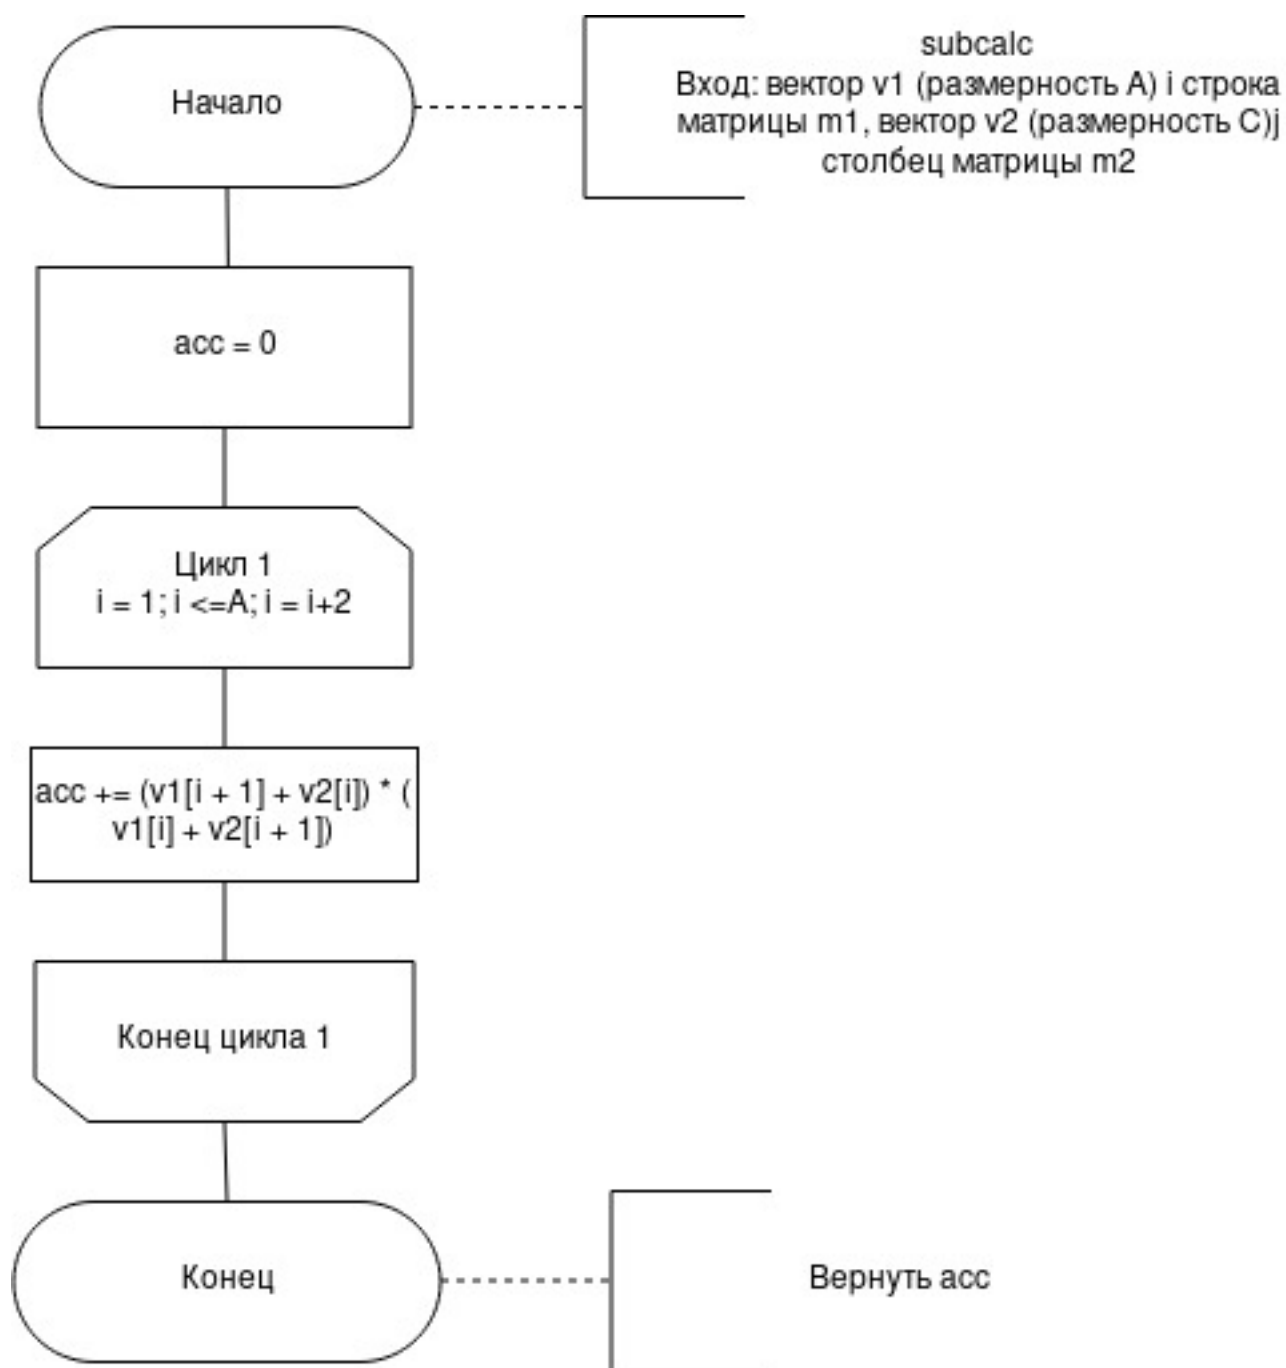 Начало
subcalc
Вход: вектор v1 (размерность A) i строка
матрицы m1, вектор v2 (размерность C)j
столбец матрицы m2
acc = 0
Цикл 1
i = 1; i <=A; i = i+2
acc += (v1[i + 1] + v2[i]) * (
v1[i] + v2[i + 1])
Конец цикла 1
Конец
Вернуть acc